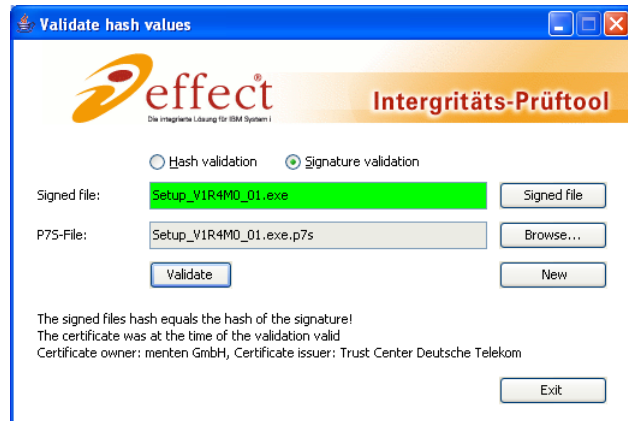 Validate hash values
effect®
Die integrierte Lösung für IBM System i
Intergritäts-Prüftool
Hash validation
Signature validation
Signed file:
Setup_V1R4M0_01.exe
Signed file
P7S-File:
Setup_V1R4M0_01.exe.p7s
Browse...
Validate
New
The signed files hash equals the hash of the signature!
The certificate was at the time of the validation valid
Certificate owner: menten GmbH, Certificate issuer: Trust Center Deutsche Telekom
Exit